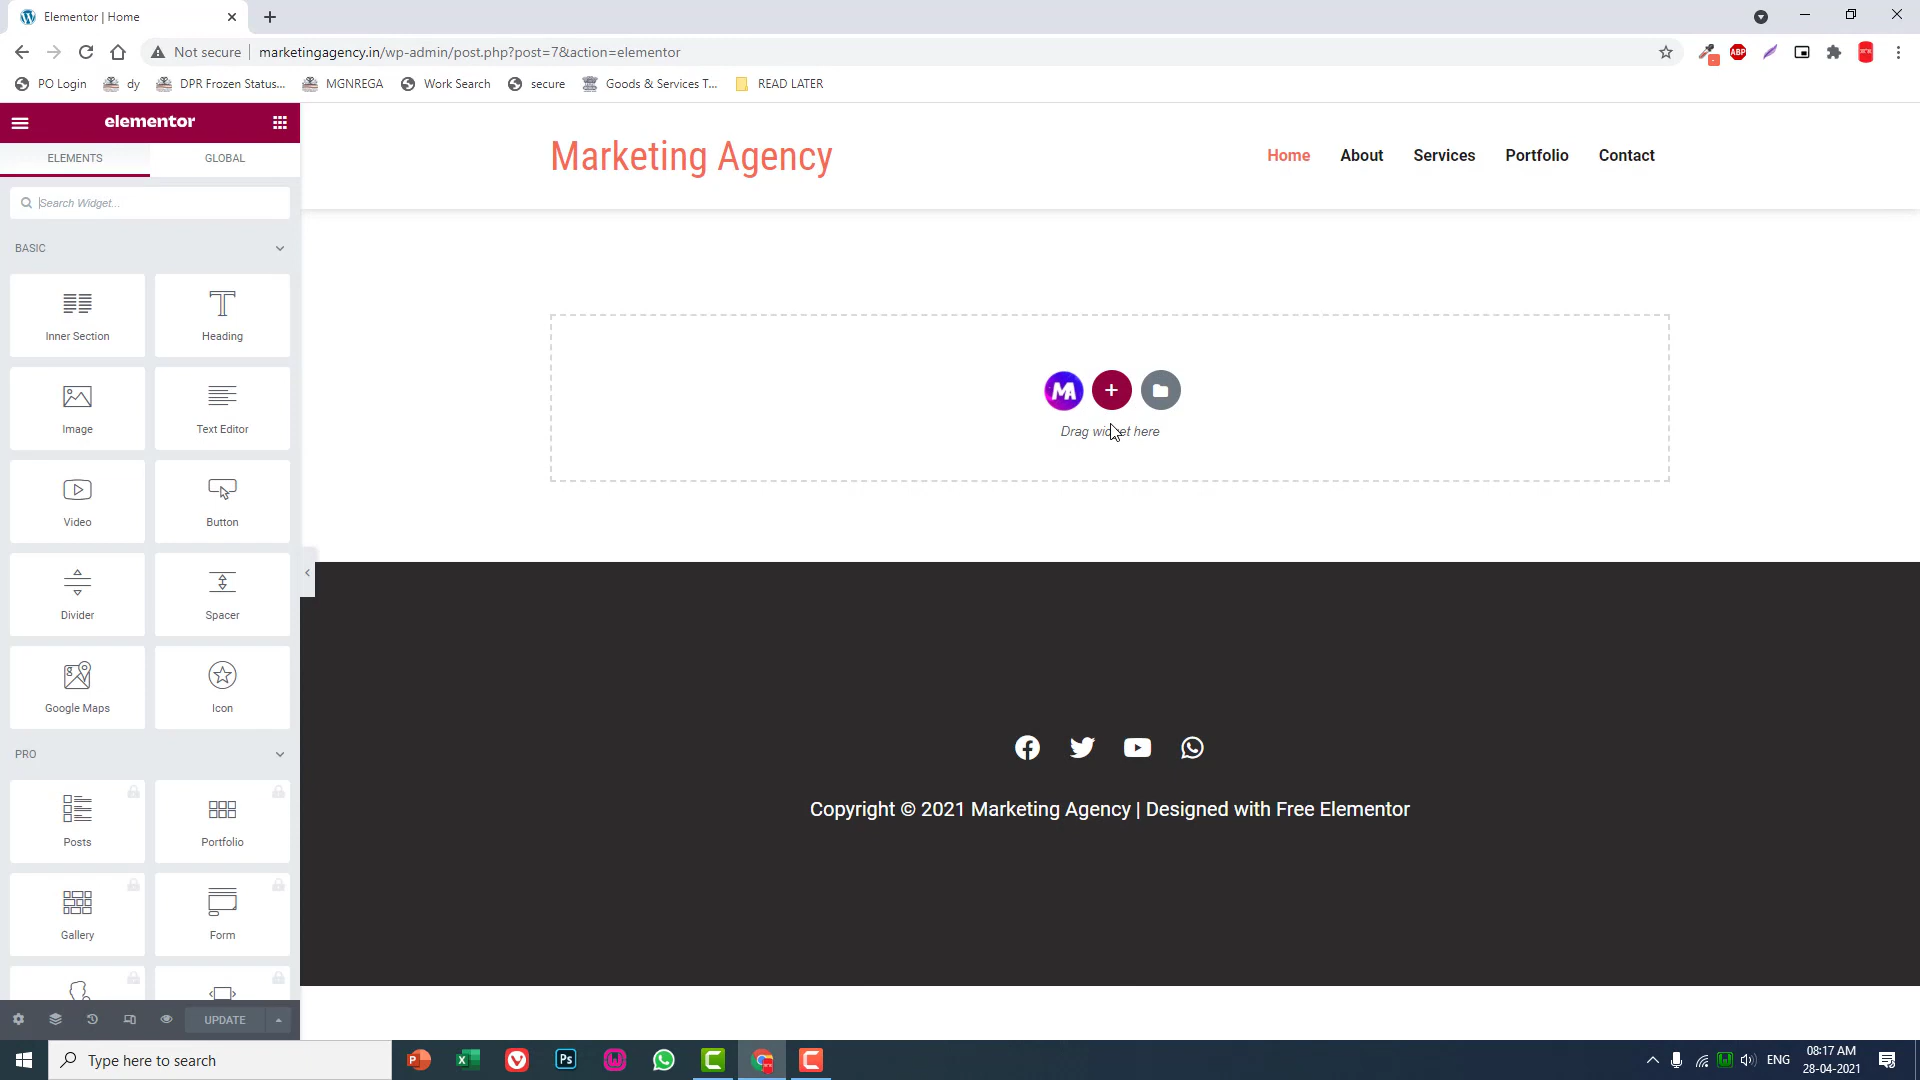 Elementor | Home
Not secure
marketingagency.in/wp-admin/post.php?post=7&action=elementor
ABP
PO Login
dy
DPR Frozen Status...
MGNREGA
Work Search
secure
Goods & Services T...
READ LATER
elementor
ELEMENTS
GLOBAL
Search Widget...
BASIC
Inner Section
Heading
Image
Text Editor
Video
Button
Divider
Spacer
Google Maps
Icon
PRO
Posts
Portfolio
Gallery
Form
UPDATE
Marketing Agency
Home
About
Services
Portfolio
Contact
MA
Drag widget here
Copyright © 2021 Marketing Agency | Designed with Free Elementor
Type here to search
Ps
ENG
08:17 AM
28-04-2021